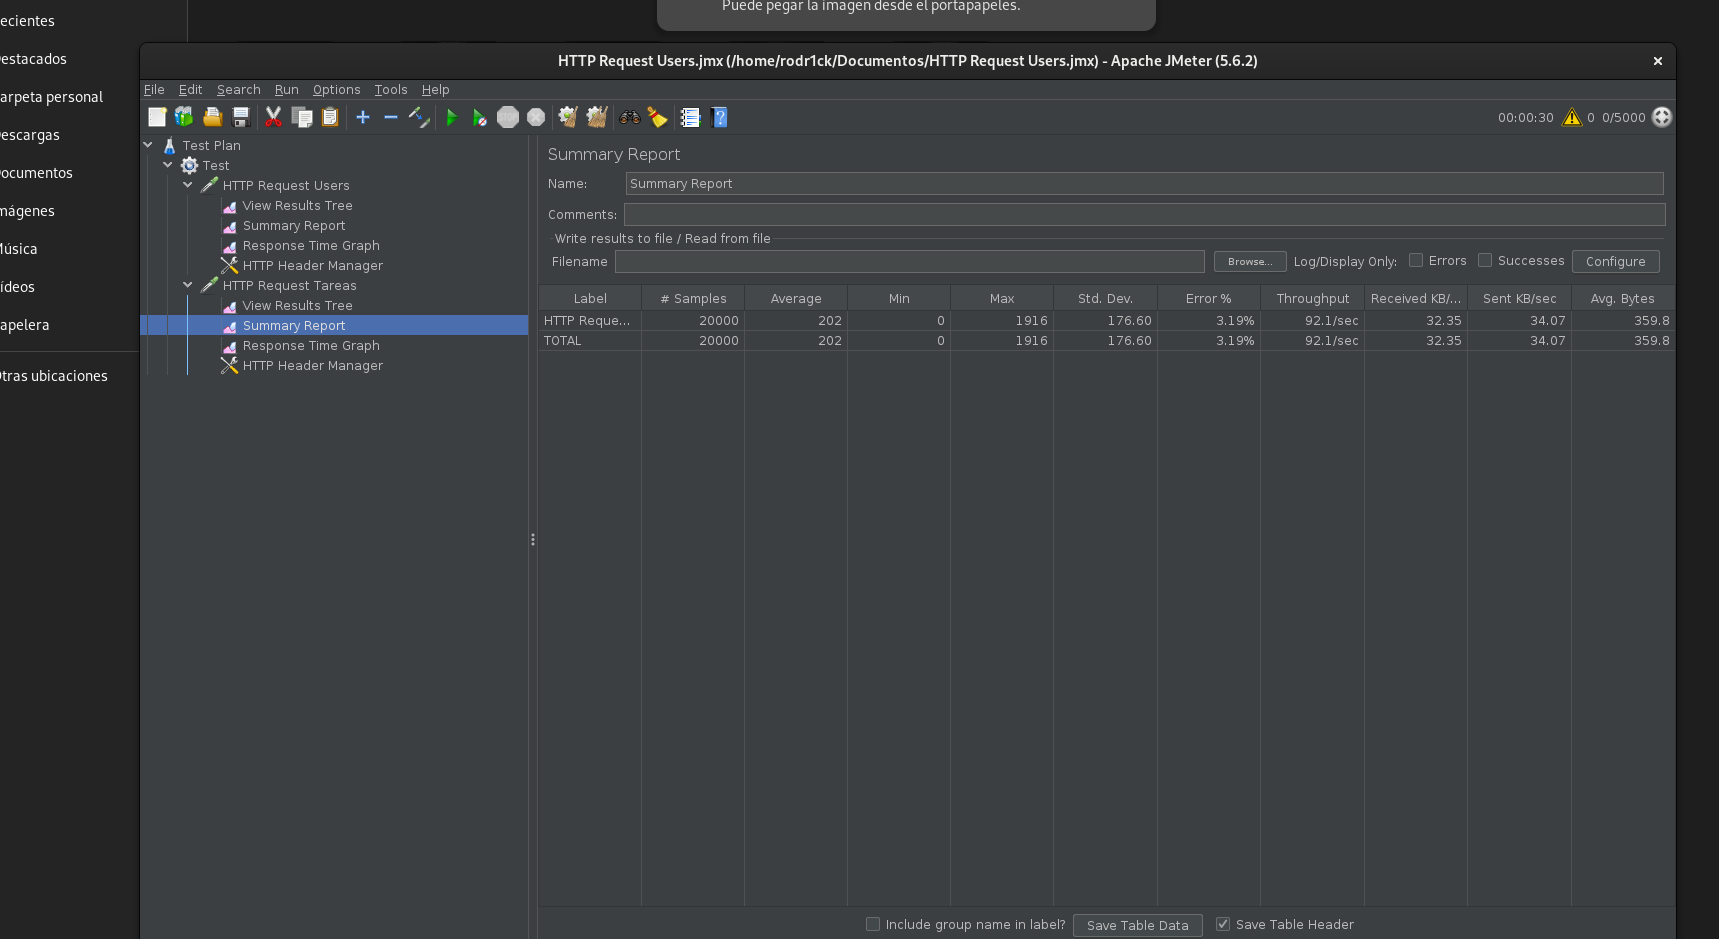 Puede pegar la imagen desde el portapapeles.
ecientes
estacados
arpeta personal
escargas
ocumentos
mágenes
úsica
ídeos
apelera
tras ubicaciones
HTTP Request Users.jmx (/home/rodr1ck/Documentos/HTTP Request Users.jmx) - Apache JMeter (5.6.2)
File Edit Search Run Options Tools Help
00:00:30 0 0/5000
Test Plan
Test
HTTP Request Users
View Results Tree
Summary Report
Response Time Graph
HTTP Header Manager
HTTP Request Tareas
View Results Tree
Summary Report
Response Time Graph
HTTP Header Manager
Summary Report
Name: Summary Report
Comments:
Write results to file / Read from file
Filename Browse... Log/Display Only: Errors Successes Configure
Label # Samples Average Min Max Std. Dev. Error % Throughput Received KB/... Sent KB/sec Avg. Bytes
HTTP Reque... 20000 202 0 1916 176.60 3.19% 92.1/sec 32.35 34.07 359.8
TOTAL 20000 202 0 1916 176.60 3.19% 92.1/sec 32.35 34.07 359.8
Include group name in label? Save Table Data Save Table Header